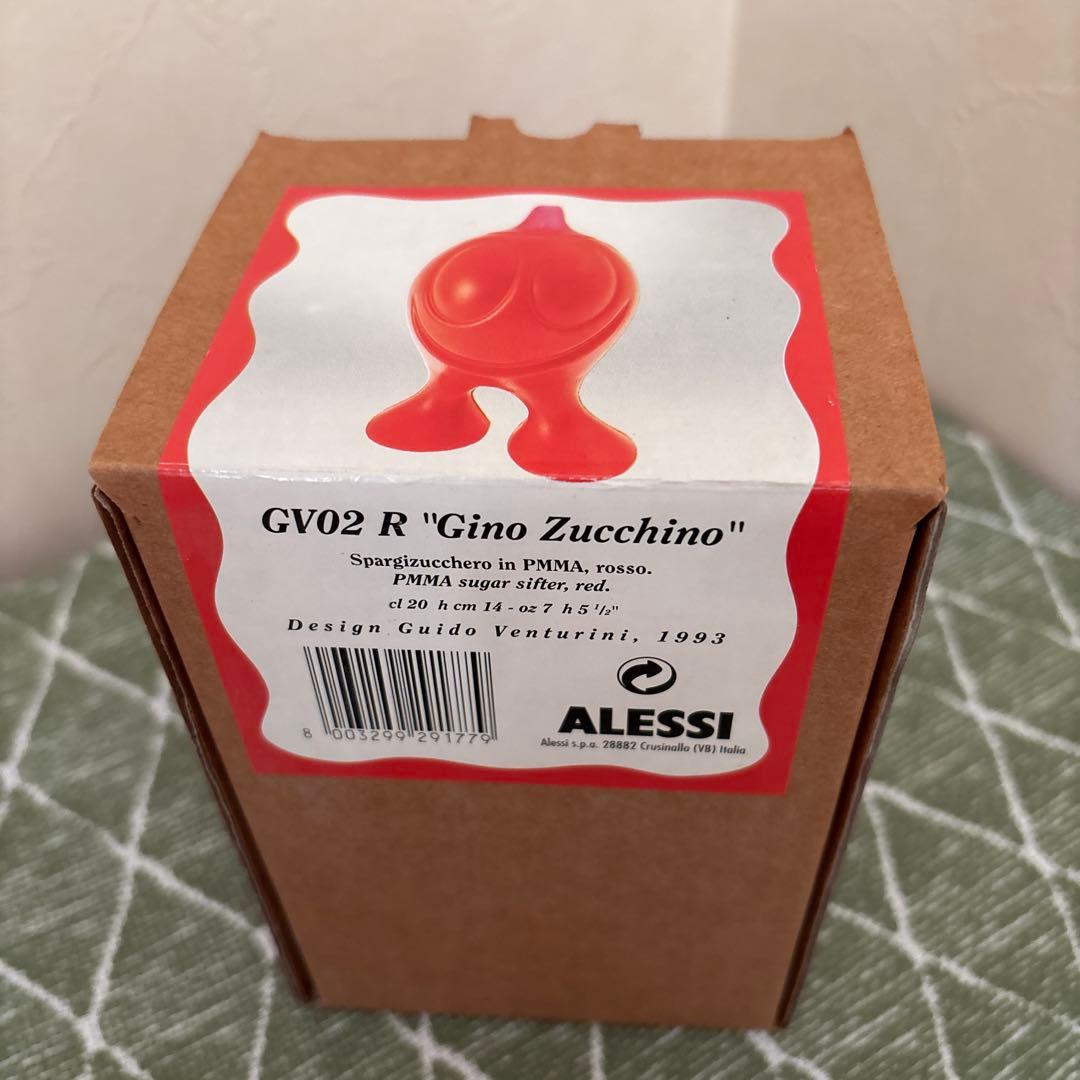 GV02 R "Gino Zucchino"
Spargizucchero in PMMA, rosso.
PMMA sugar sifter, red.
cl 20 h cm 14 - oz 7 h 5 ½"
Design Guido Venturini, 1993
8 003299 291779
ALESSI
Alessi s.p.a. 28882 Crusinallo (VB) Italia